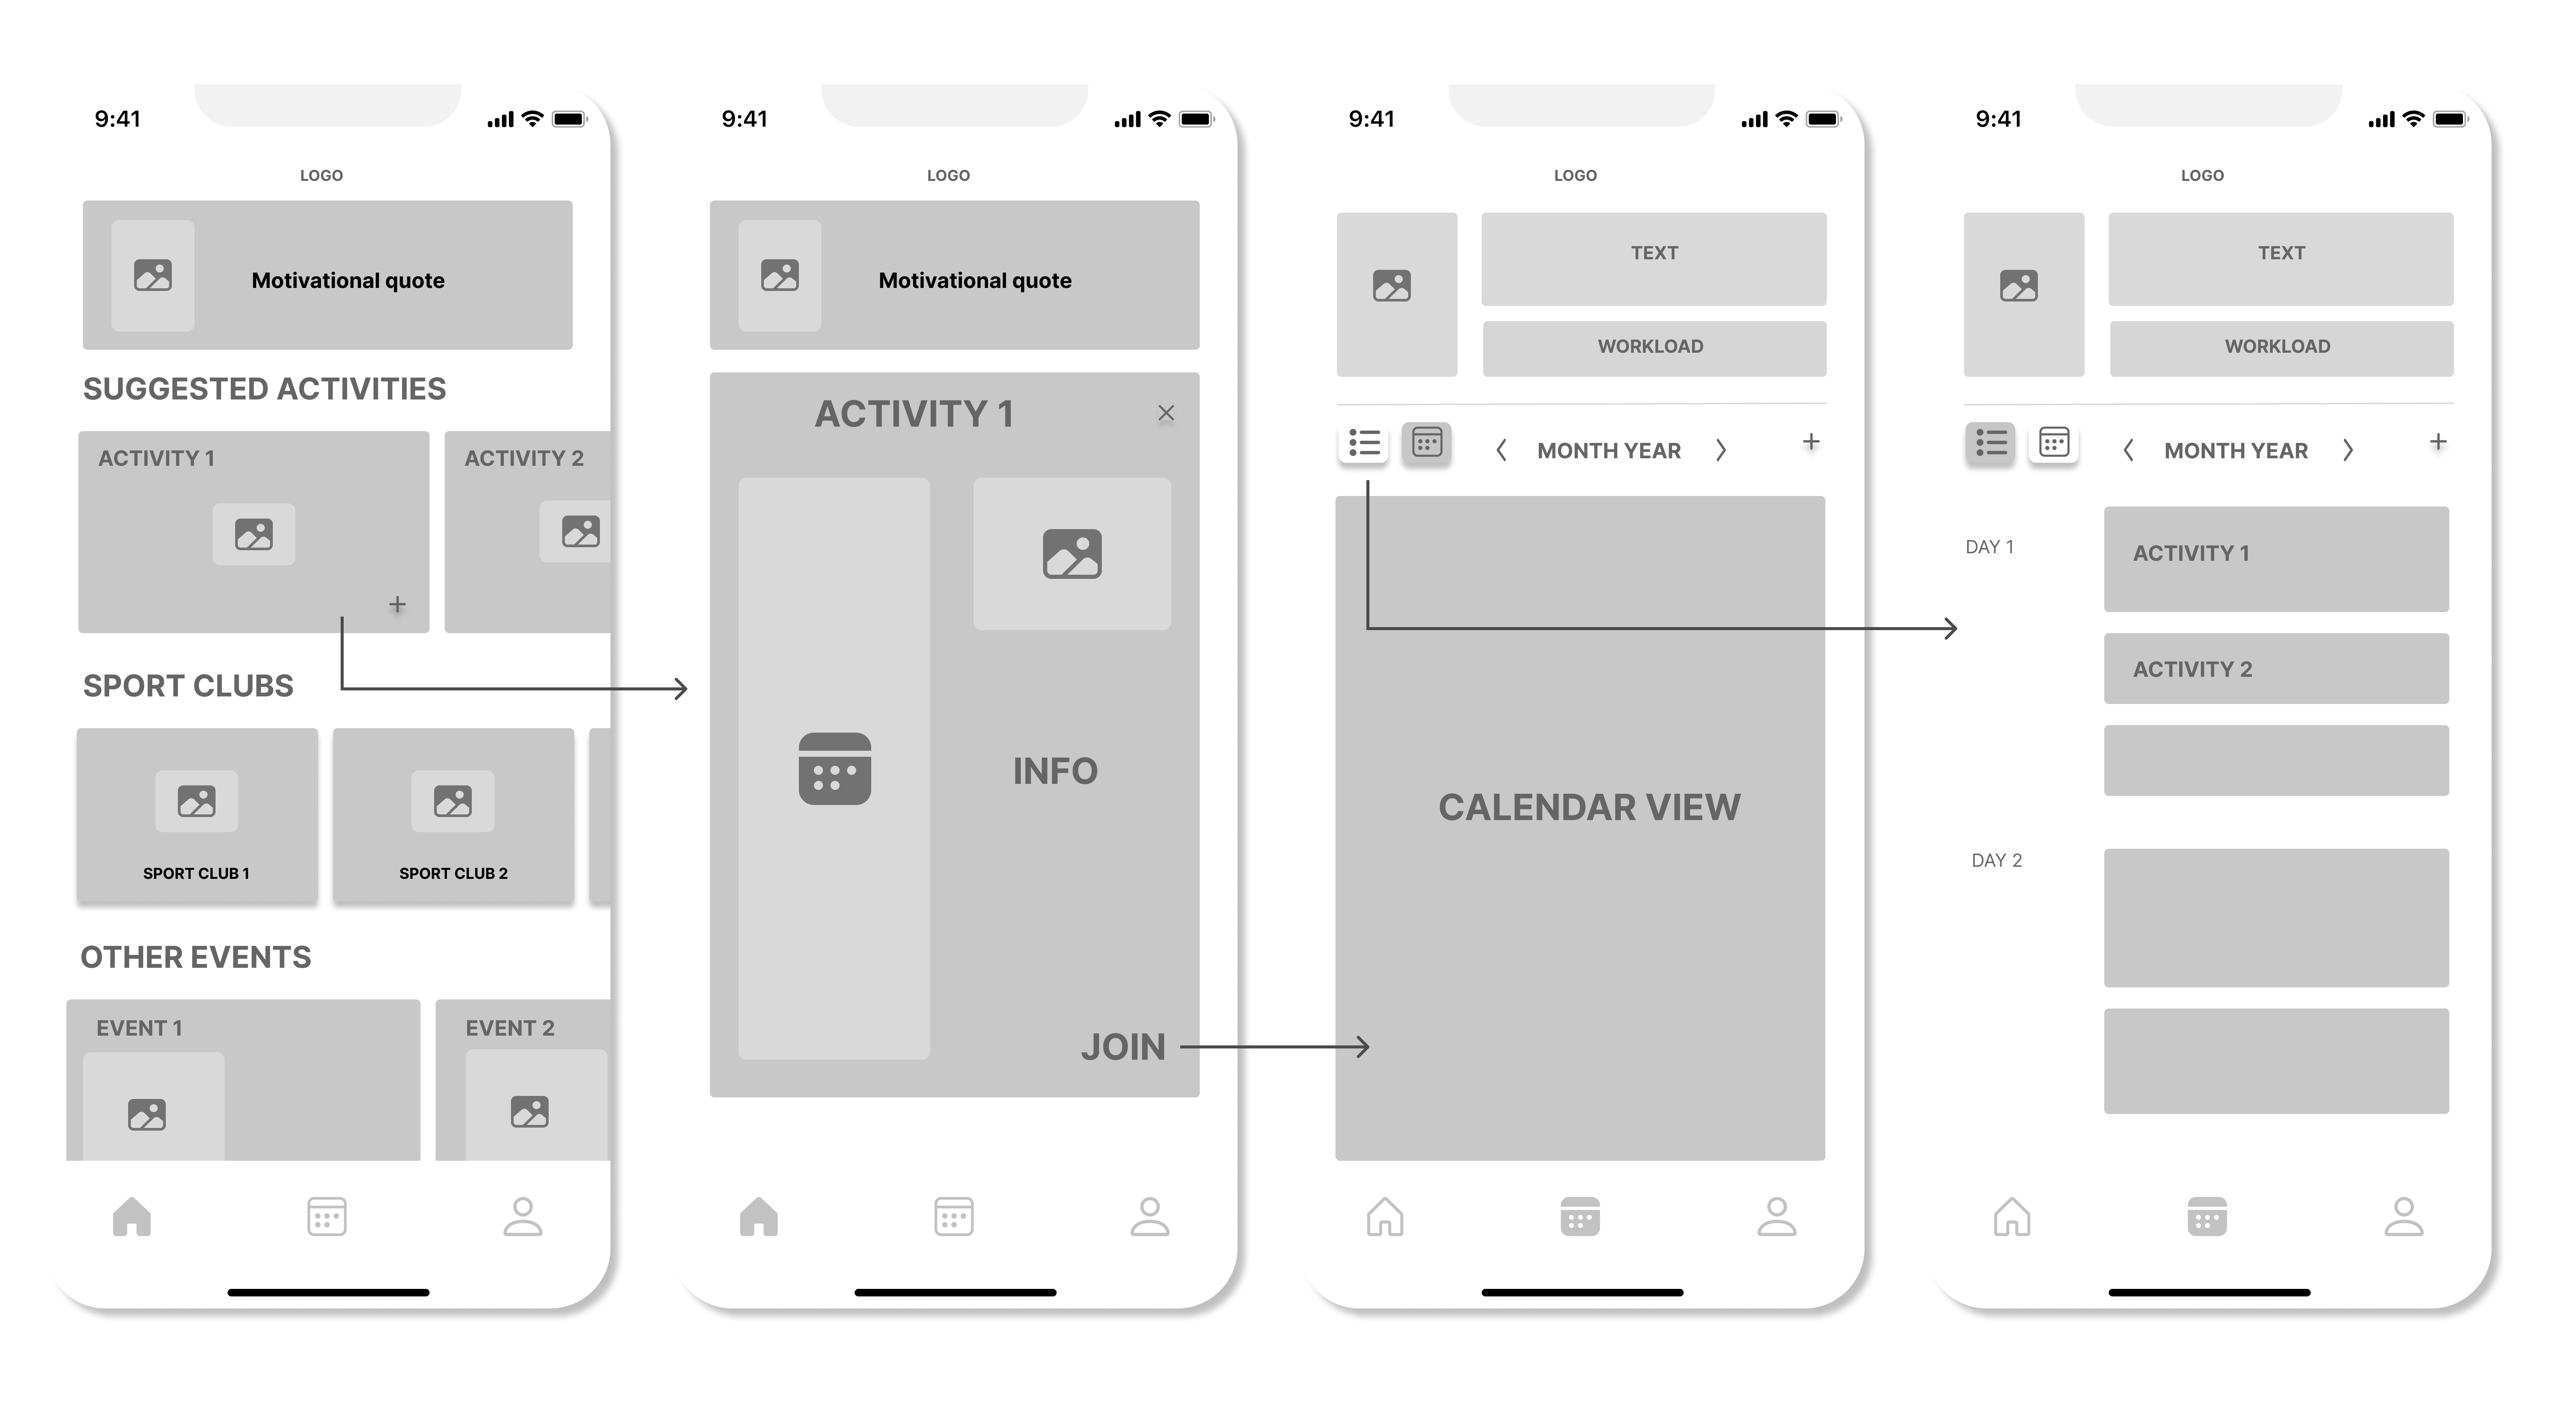 9:41
LOGO
Motivational quote
SUGGESTED ACTIVITIES
ACTIVITY 1
ACTIVITY 2
SPORT CLUBS
SPORT CLUB 1
SPORT CLUB 2
OTHER EVENTS
EVENT 1
EVENT 2
9:41
LOGO
Motivational quote
ACTIVITY 1
INFO
JOIN
9:41
LOGO
TEXT
WORKLOAD
MONTH YEAR
CALENDAR VIEW
9:41
LOGO
TEXT
WORKLOAD
MONTH YEAR
DAY 1
ACTIVITY 1
ACTIVITY 2
DAY 2